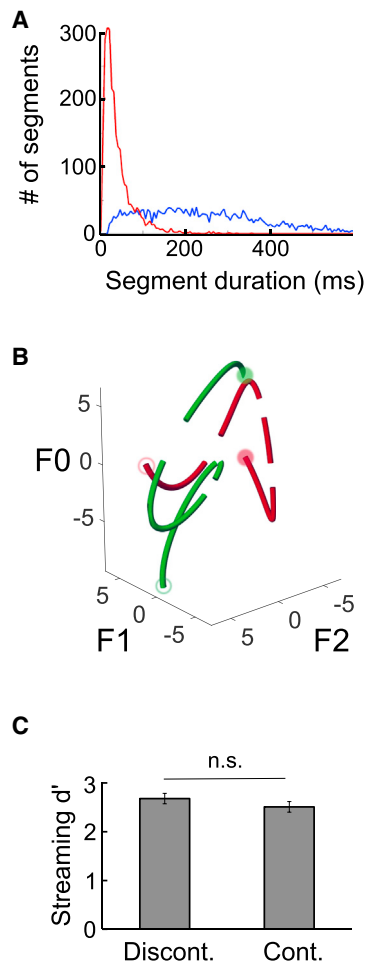 A
# of segments
300
200
100
0
0
200
400
Segment duration (ms)
B
F0
5
0
-5
5
0
-5
F1
5
0
-5
F2
C
n.s.
Streaming d'
3
2
1
0
Discont.
Cont.